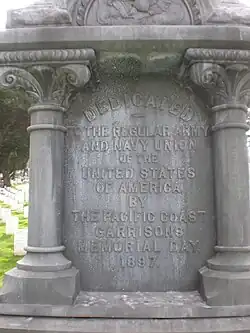 DEDICATED
TO THE REGULAR ARMY
AND NAVY UNION
OF THE
UNITED STATES
OF AMERICA
BY
THE PACIFIC COAST
GARRISONS
MEMORIAL DAY.
1897.